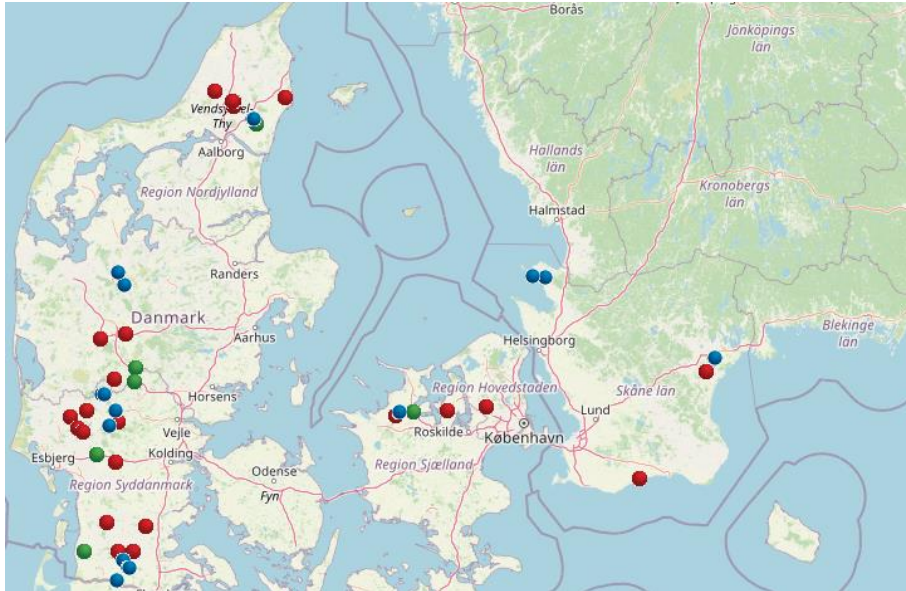 Borås
Jönköpings
län
Vendsyssel-
Thy
Aalborg
Hallands
län
Region Nordjylland
Kronobergs
län
Halmstad
Randers
Danmark
Aarhus
Helsingborg
Blekinge
län
Region Hovedstaden
Skåne län
Horsens
Lund
Vejle
Roskilde
København
Esbjerg
Kolding
Region Sjælland
Odense
Region Syddanmark
Fyn